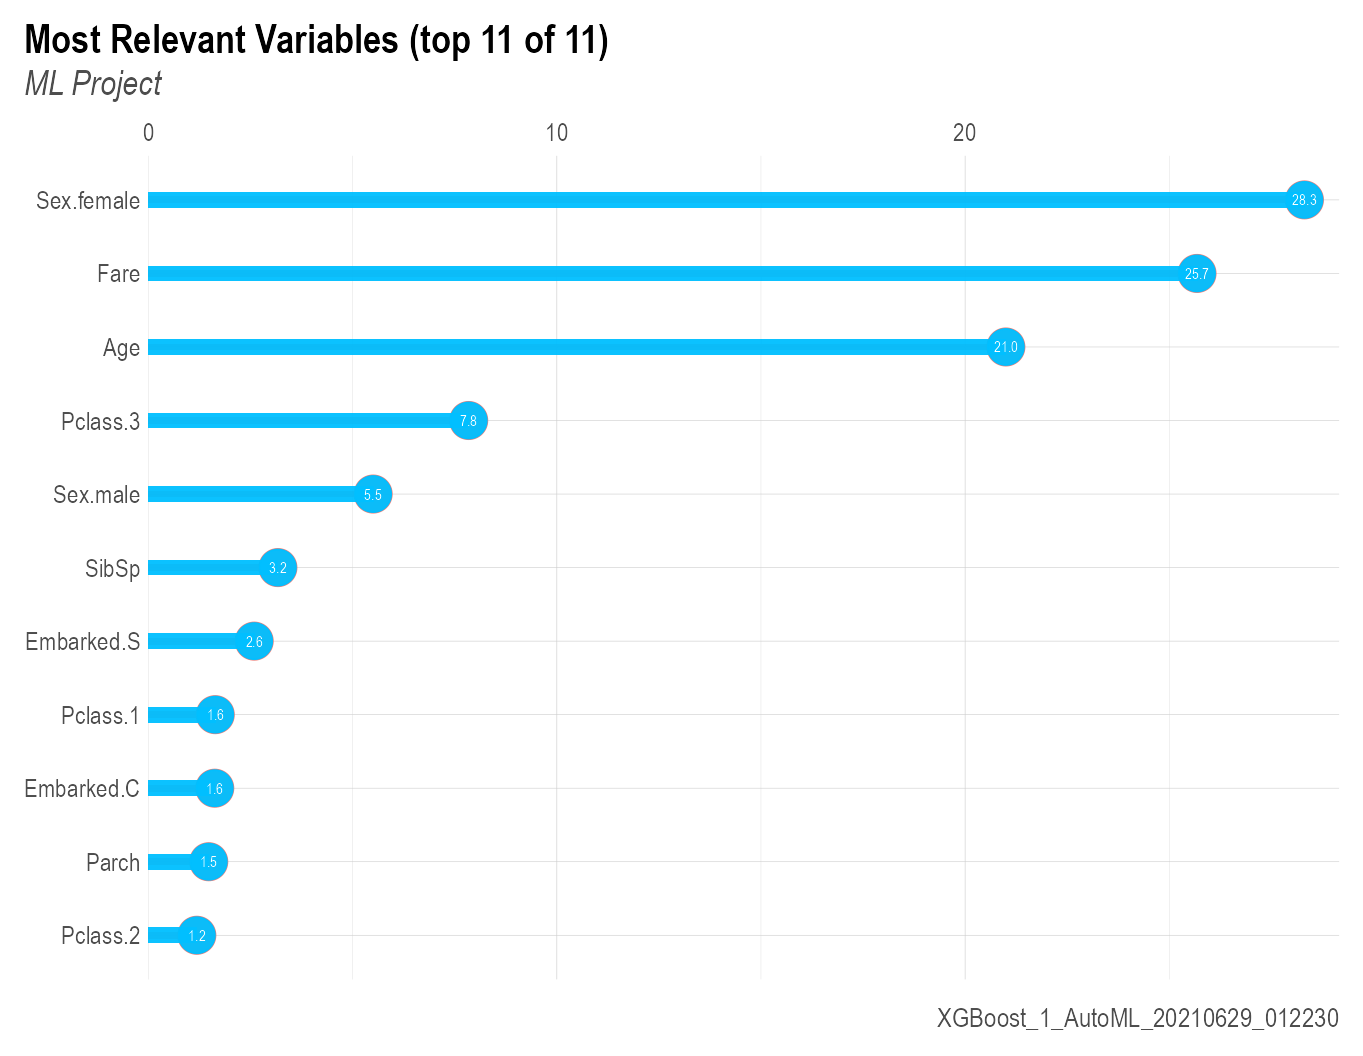 Most Relevant Variables (top 11 of 11)
ML Project
0 10 20
Sex.female 28.3
Fare 25.7
Age 21.0
Pclass.3 7.8
Sex.male 5.5
SibSp 3.2
Embarked.S 2.6
Pclass.1 1.6
Embarked.C 1.6
Parch 1.5
Pclass.2 1.2
XGBoost_1_AutoML_20210629_012230